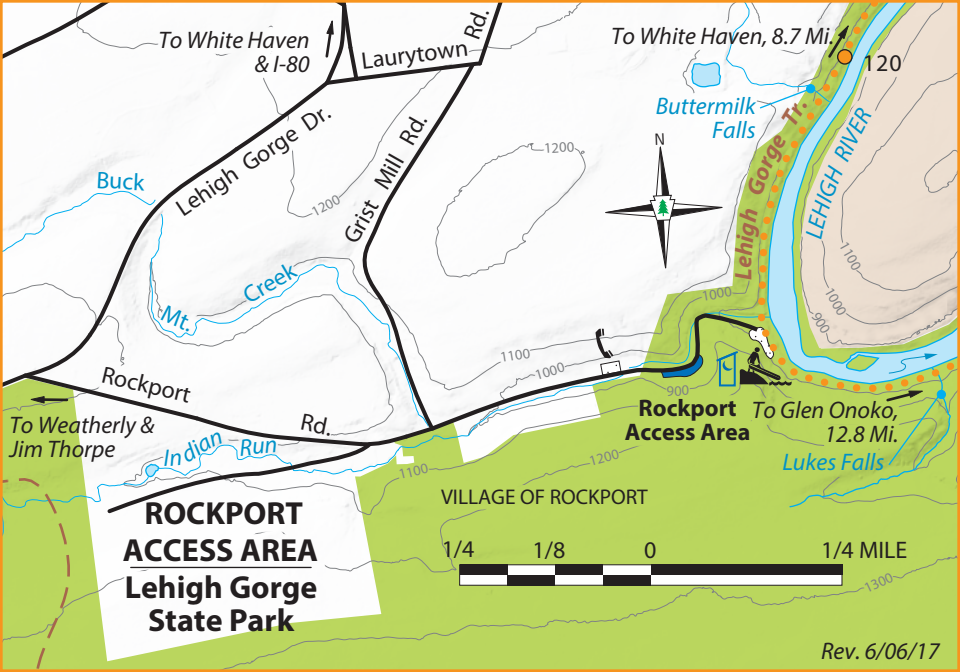 To White Haven
& I-80
Laurytown Rd.
To White Haven, 8.7 Mi.
120
Buttermilk
Falls
Lehigh Gorge Tr.
LEHIGH RIVER
N
1200
Buck
Lehigh Gorge Dr.
1200
Grist Mill Rd.
Mt. Creek
1100
1000
900
1000
1100
1000
900
Rockport Rd.
To Weatherly &
Jim Thorpe
Indian Run
Rockport
Access Area
To Glen Onoko,
12.8 Mi.
Lukes Falls
1100
1200
VILLAGE OF ROCKPORT
ROCKPORT
ACCESS AREA
Lehigh Gorge
State Park
1/4 1/8 0 1/4 MILE
1300
Rev. 6/06/17